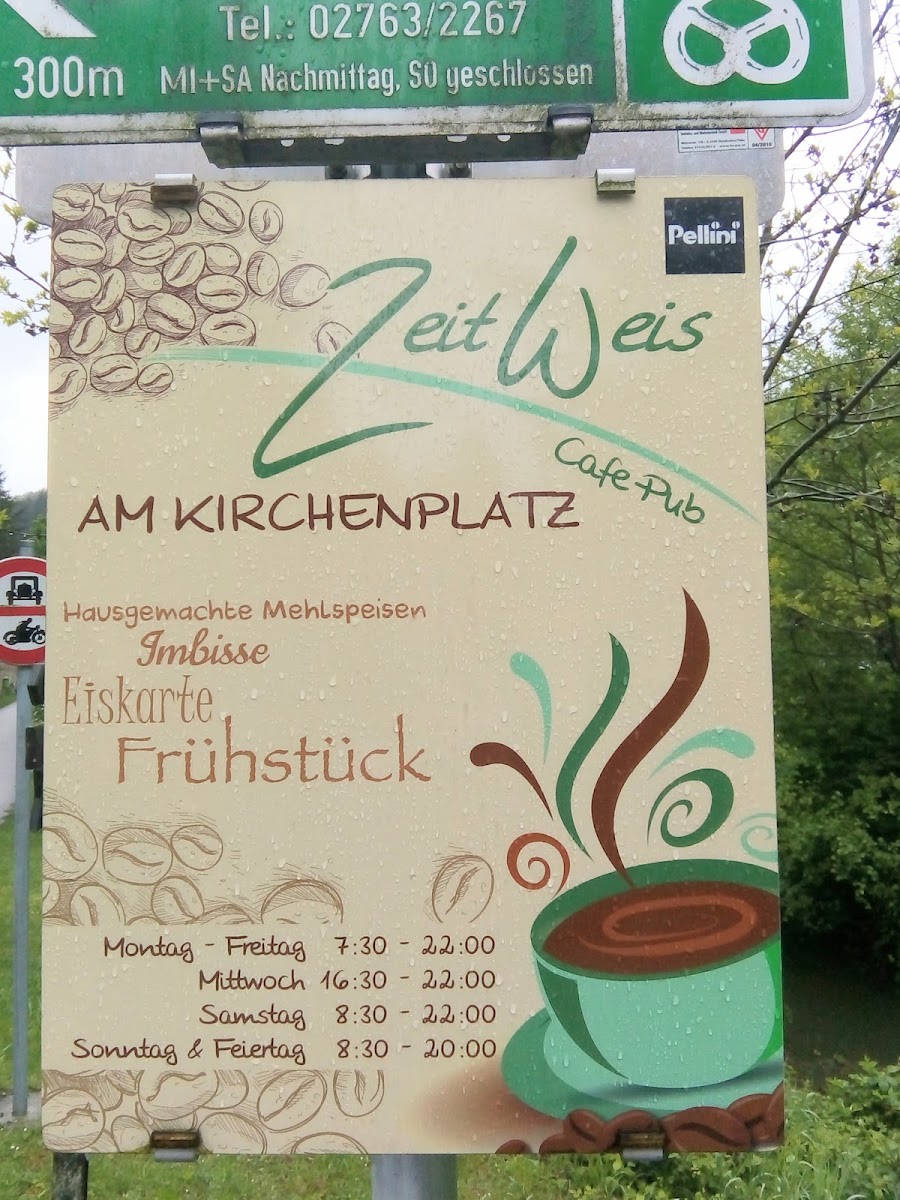 Tel.: 02763/2267
300m
MI+SA Nachmittag, SO geschlossen
Pellini
ZeitWeis
Cafe-Pub
AM KIRCHENPLATZ
Hausgemachte Mehlspeisen
Imbisse
Eiskarte
Frühstück
Montag - Freitag 7:30 - 22:00
Mittwoch 16:30 - 22:00
Samstag 8:30 - 22:00
Sonntag & Feiertag 8:30 - 20:00